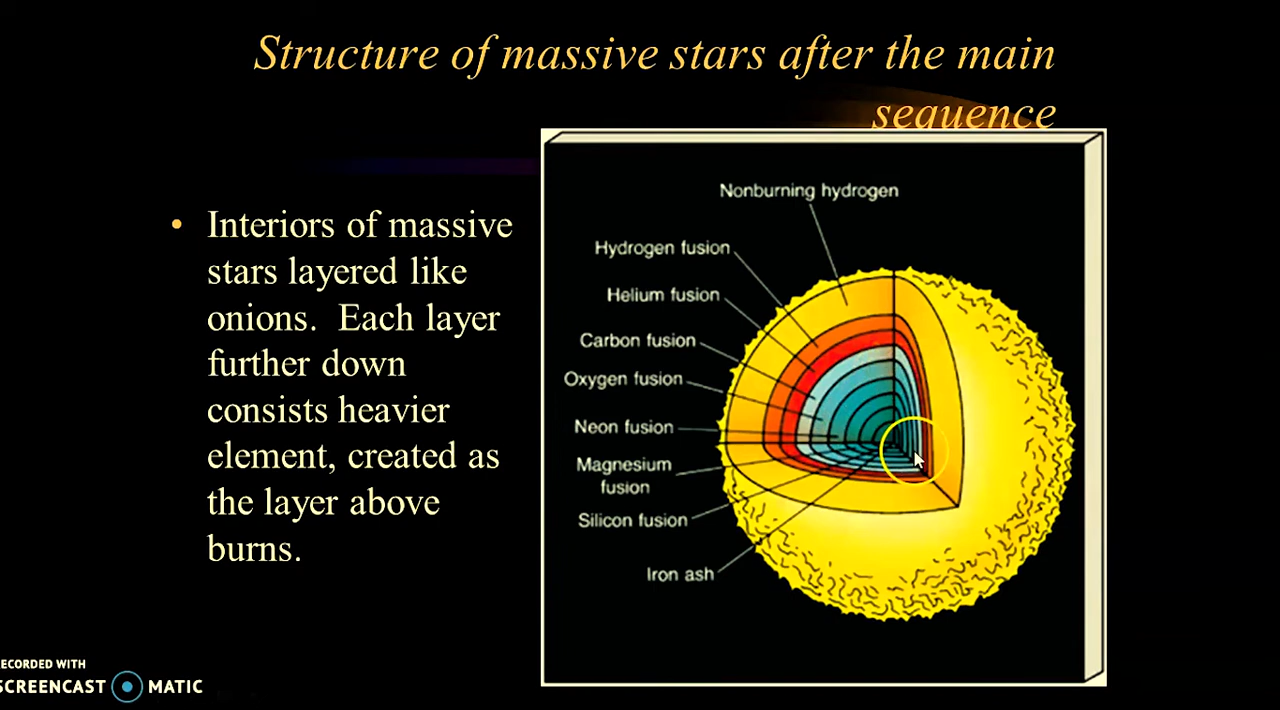 Structure of massive stars after the main
sequence
• Interiors of massive
stars layered like
onions. Each layer
further down
consists heavier
element, created as
the layer above
burns.
Nonburning hydrogen
Hydrogen fusion
Helium fusion
Carbon fusion
Oxygen fusion
Neon fusion
Magnesium
fusion
Silicon fusion
Iron ash
ECORDED WITH
SCREENCAST MATIC